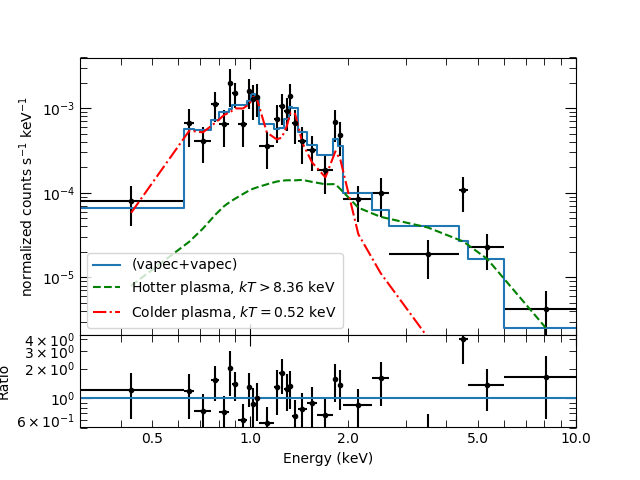 normalized counts s⁻¹ keV⁻¹
10⁻³
10⁻⁴
10⁻⁵
(vapec+vapec)
Hotter plasma, kT > 8.36 keV
Colder plasma, kT = 0.52 keV
Ratio
4 × 10⁰
3 × 10⁰
2 × 10⁰
10⁰
6 × 10⁻¹
0.5 1.0 2.0 5.0 10.0
Energy (keV)